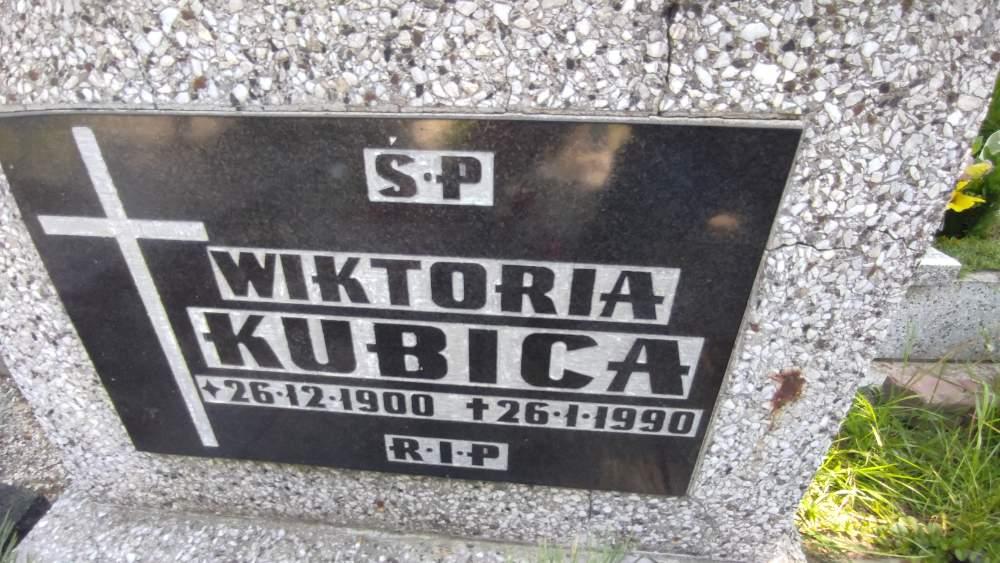 Ś·P
WIKTORIA
KUBICA
✦26·12·1900 ✝26·1·1990
R·I·P